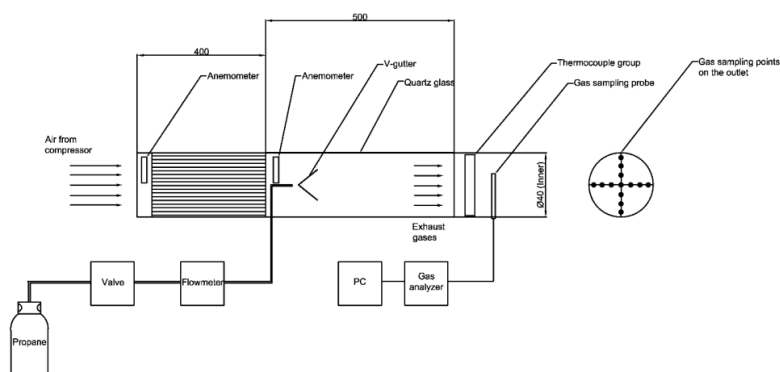 500
400
Anemometer
Anemometer
V-gutter
Quartz glass
Thermocouple group
Gas sampling probe
Gas sampling points
on the outlet
Air from
compressor
Ø40 (Inner)
Exhaust
gases
Valve
Flowmeter
PC
Gas
analyzer
Propane